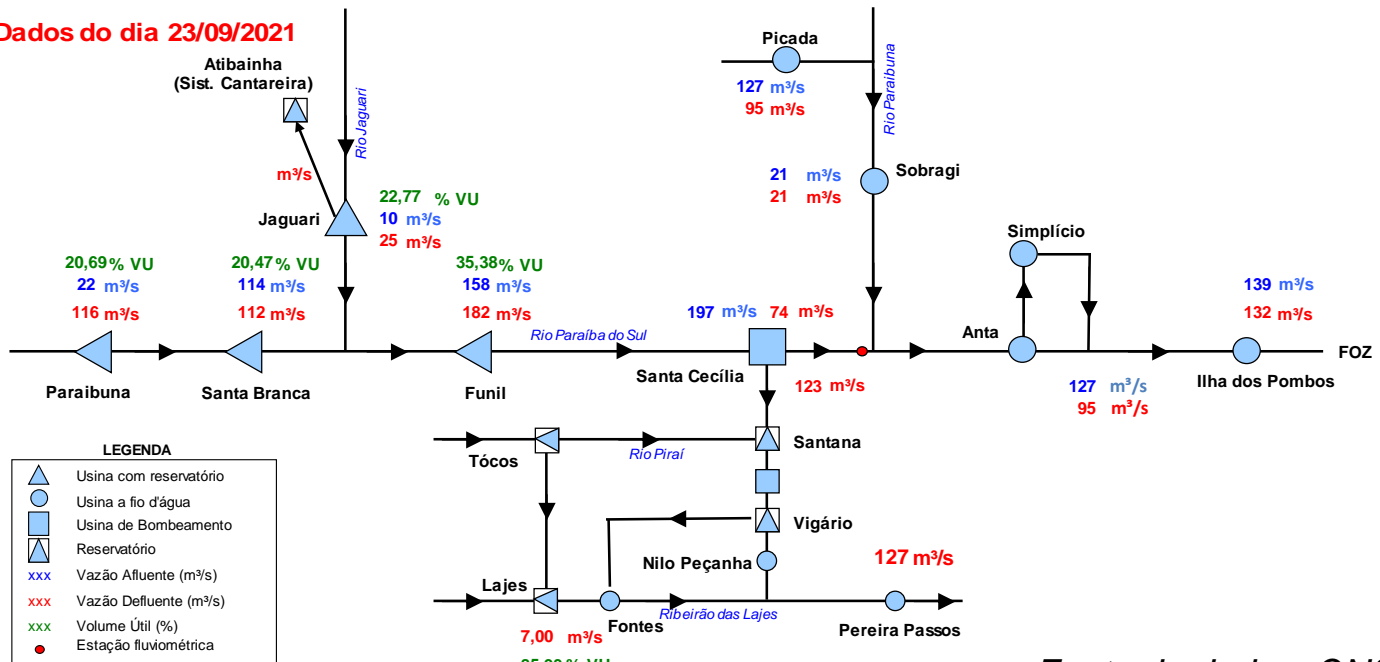 Dados do dia 23/09/2021
Atibainha
(Sist. Cantareira)
m³/s
Rio Jaguari
Jaguari
22,77 % VU
10 m³/s
25 m³/s
Picada
127 m³/s
95 m³/s
Rio Paraibuna
21 m³/s
21 m³/s
Sobragi
Simplício
20,69 % VU
22 m³/s
116 m³/s
Paraibuna
20,47 % VU
114 m³/s
112 m³/s
Santa Branca
35,38 % VU
158 m³/s
182 m³/s
Funil
Rio Paraíba do Sul
197 m³/s 74 m³/s
Santa Cecília
123 m³/s
Anta
127 m³/s
95 m³/s
139 m³/s
132 m³/s
Ilha dos Pombos
FOZ
Tócos
Rio Piraí
Santana
Vigário
Nilo Peçanha
127 m³/s
Lajes
Fontes
Ribeirão das Lajes
Pereira Passos
7,00 m³/s
% VU
LEGENDA
Usina com reservatório
Usina a fio d'água
Usina de Bombeamento
Reservatório
xxx Vazão Afluente (m³/s)
xxx Vazão Defluente (m³/s)
xxx Volume Útil (%)
Estação fluviométrica